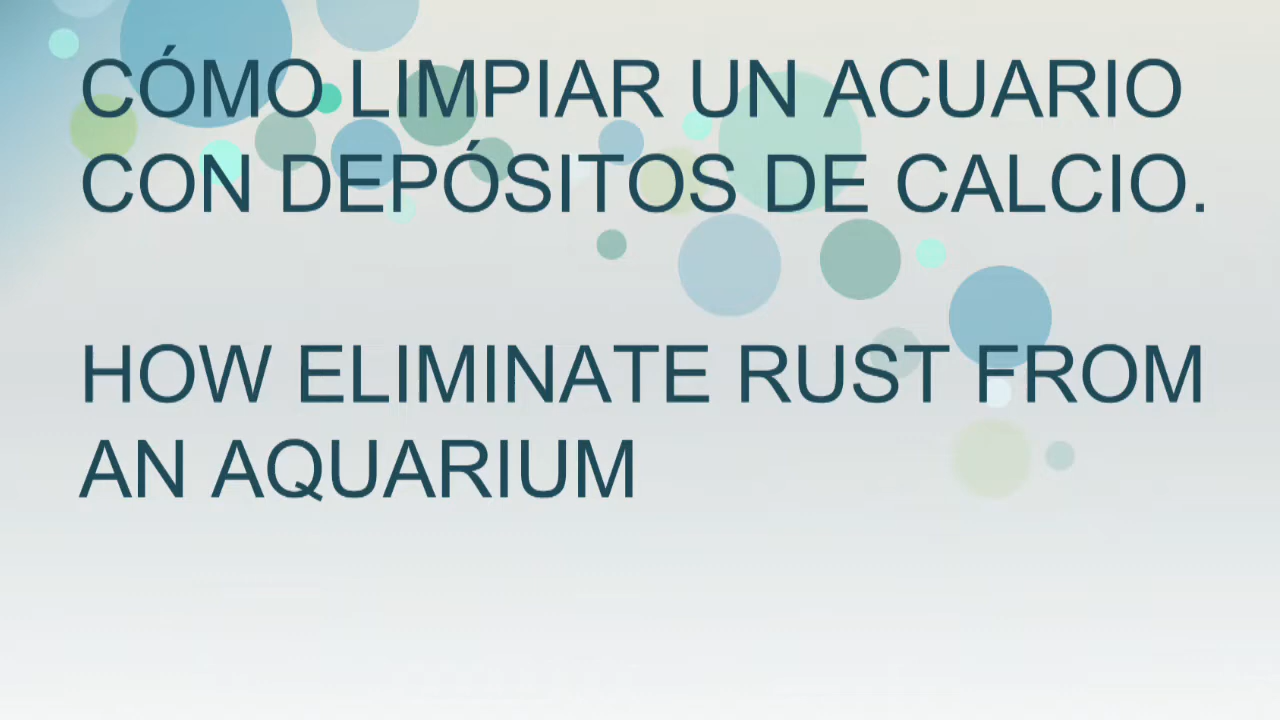 CÓMO LIMPIAR UN ACUARIO
CON DEPÓSITOS DE CALCIO.
HOW ELIMINATE RUST FROM
AN AQUARIUM